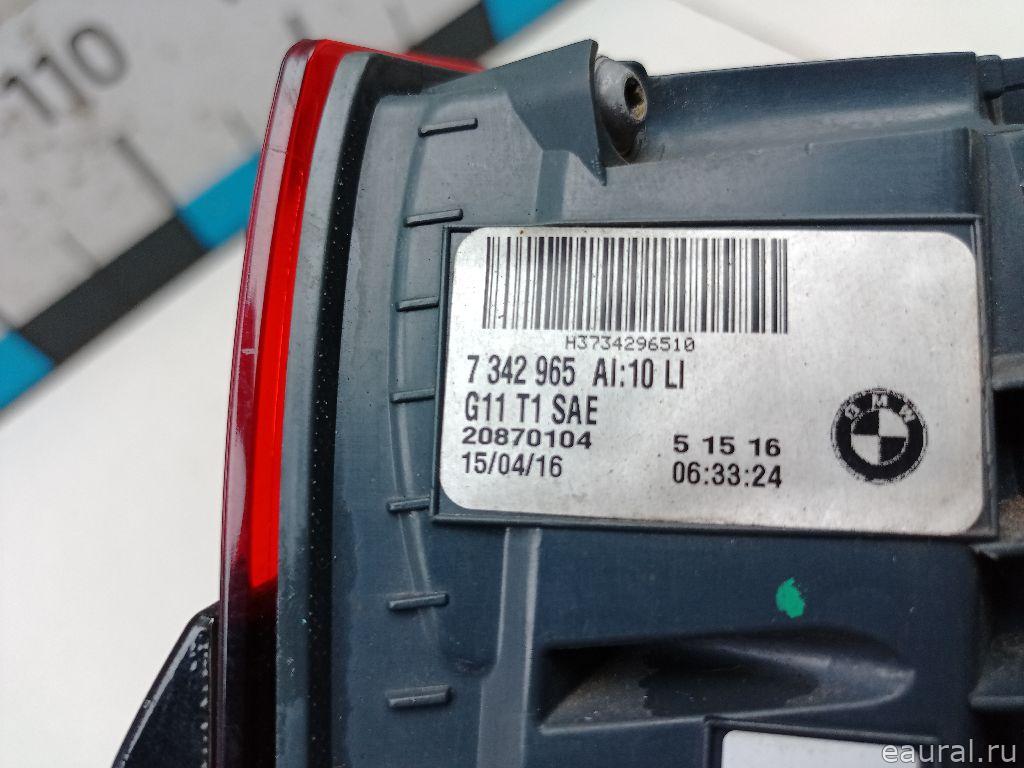 110
H3734296510
7 342 965 AI:10 LI
G11 T1 SAE
20870104 5 15 16
15/04/16 06:33:24
BMW
eaural.ru